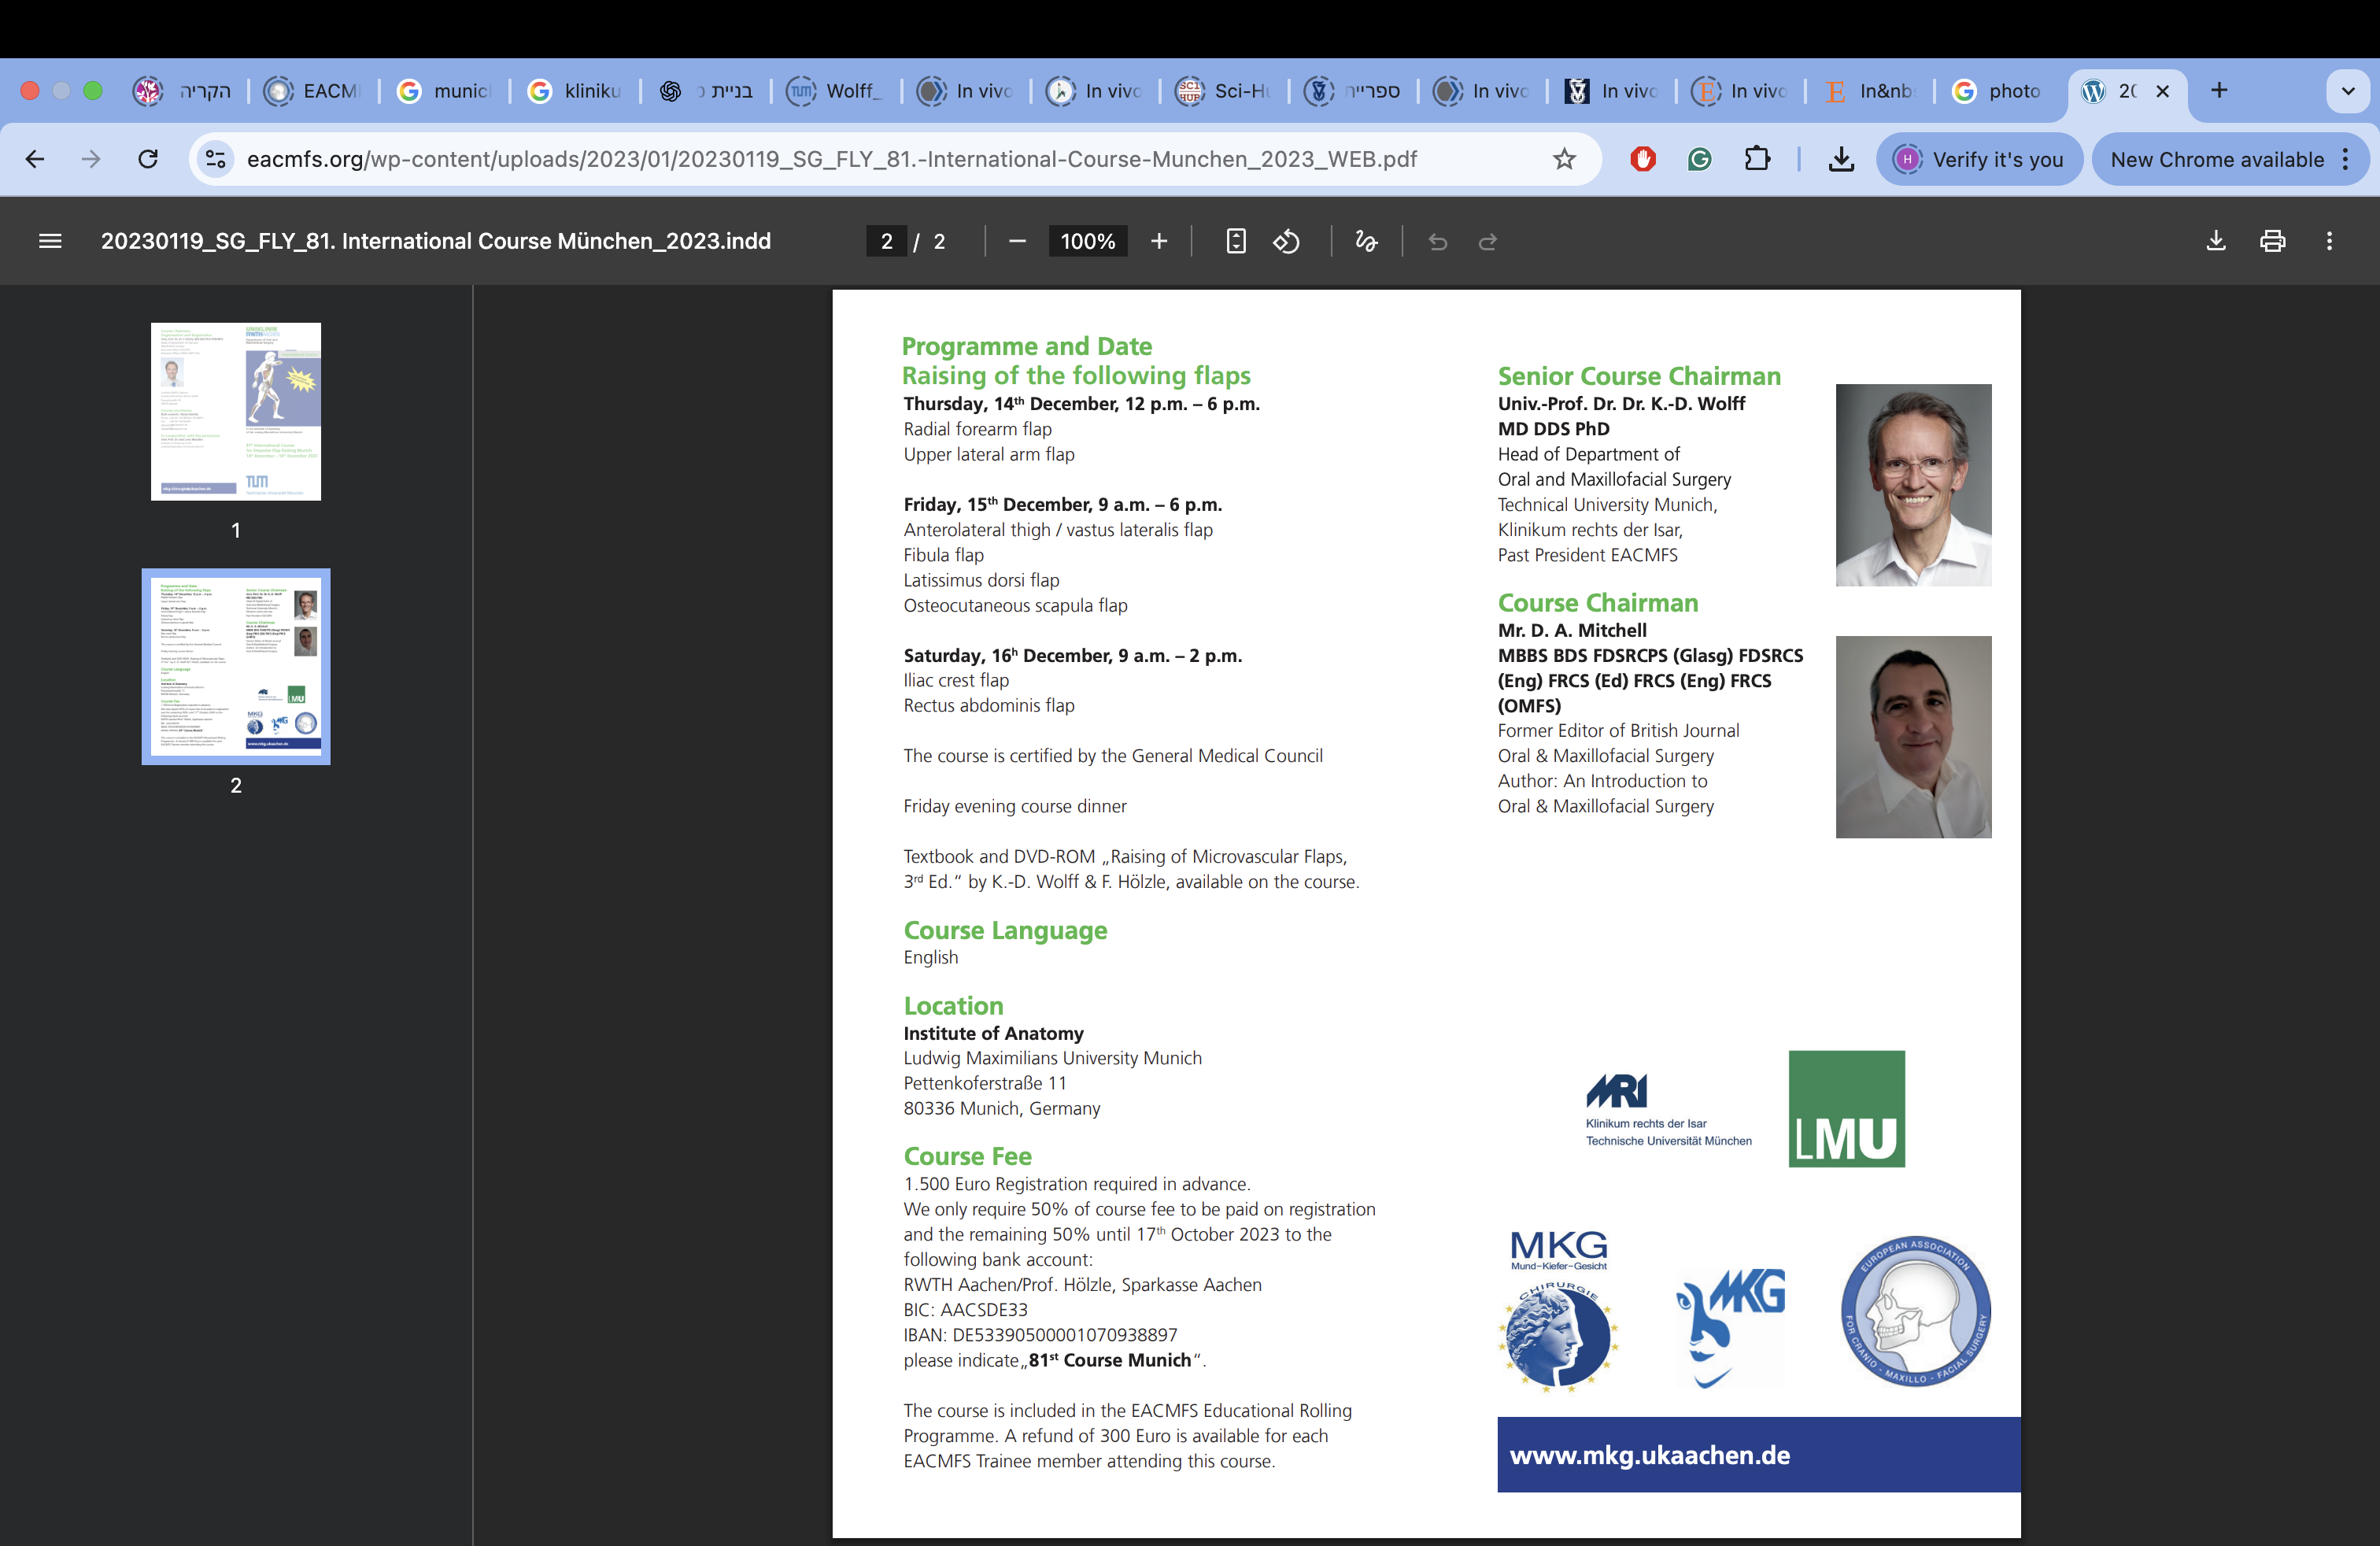 הקריה
EACM
munic
kliniku
בניית כ
Wolff_
In vivo
In vivo
Sci-Hu
ספרייה
In vivo
In vivo
In vivo
In&nb
photo
20
eacmfs.org/wp-content/uploads/2023/01/20230119_SG_FLY_81.-International-Course-Munchen_2023_WEB.pdf
H
Verify it's you
New Chrome available
20230119_SG_FLY_81. International Course München_2023.indd
2 / 2
100%
1
2
Programme and Date
Raising of the following flaps
Thursday, 14th December, 12 p.m. – 6 p.m.
Radial forearm flap
Upper lateral arm flap
Friday, 15th December, 9 a.m. – 6 p.m.
Anterolateral thigh / vastus lateralis flap
Fibula flap
Latissimus dorsi flap
Osteocutaneous scapula flap
Saturday, 16h December, 9 a.m. – 2 p.m.
Iliac crest flap
Rectus abdominis flap
The course is certified by the General Medical Council
Friday evening course dinner
Textbook and DVD-ROM „Raising of Microvascular Flaps,
3rd Ed.“ by K.-D. Wolff & F. Hölzle, available on the course.
Course Language
English
Location
Institute of Anatomy
Ludwig Maximilians University Munich
Pettenkoferstraße 11
80336 Munich, Germany
Course Fee
1.500 Euro Registration required in advance.
We only require 50% of course fee to be paid on registration
and the remaining 50% until 17th October 2023 to the
following bank account:
RWTH Aachen/Prof. Hölzle, Sparkasse Aachen
BIC: AACSDE33
IBAN: DE53390500001070938897
please indicate„81st Course Munich“.
The course is included in the EACMFS Educational Rolling
Programme. A refund of 300 Euro is available for each
EACMFS Trainee member attending this course.
Senior Course Chairman
Univ.-Prof. Dr. Dr. K.-D. Wolff
MD DDS PhD
Head of Department of
Oral and Maxillofacial Surgery
Technical University Munich,
Klinikum rechts der Isar,
Past President EACMFS
Course Chairman
Mr. D. A. Mitchell
MBBS BDS FDSRCPS (Glasg) FDSRCS
(Eng) FRCS (Ed) FRCS (Eng) FRCS
(OMFS)
Former Editor of British Journal
Oral & Maxillofacial Surgery
Author: An Introduction to
Oral & Maxillofacial Surgery
MRI
Klinikum rechts der Isar
Technische Universität München
LMU
MKG
Mund–Kiefer–Gesicht
CHIRURGIE
MKG
EUROPEAN ASSOCIATION
FOR CRANIO - MAXILLO - FACIAL SURGERY
www.mkg.ukaachen.de